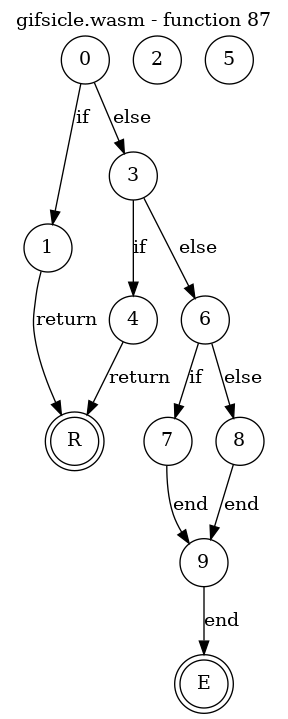 gifsicle.wasm - function 87
0 2 5
if else
3
1 if else
4 6
return return if else
R 7 8
end end
9
end
E